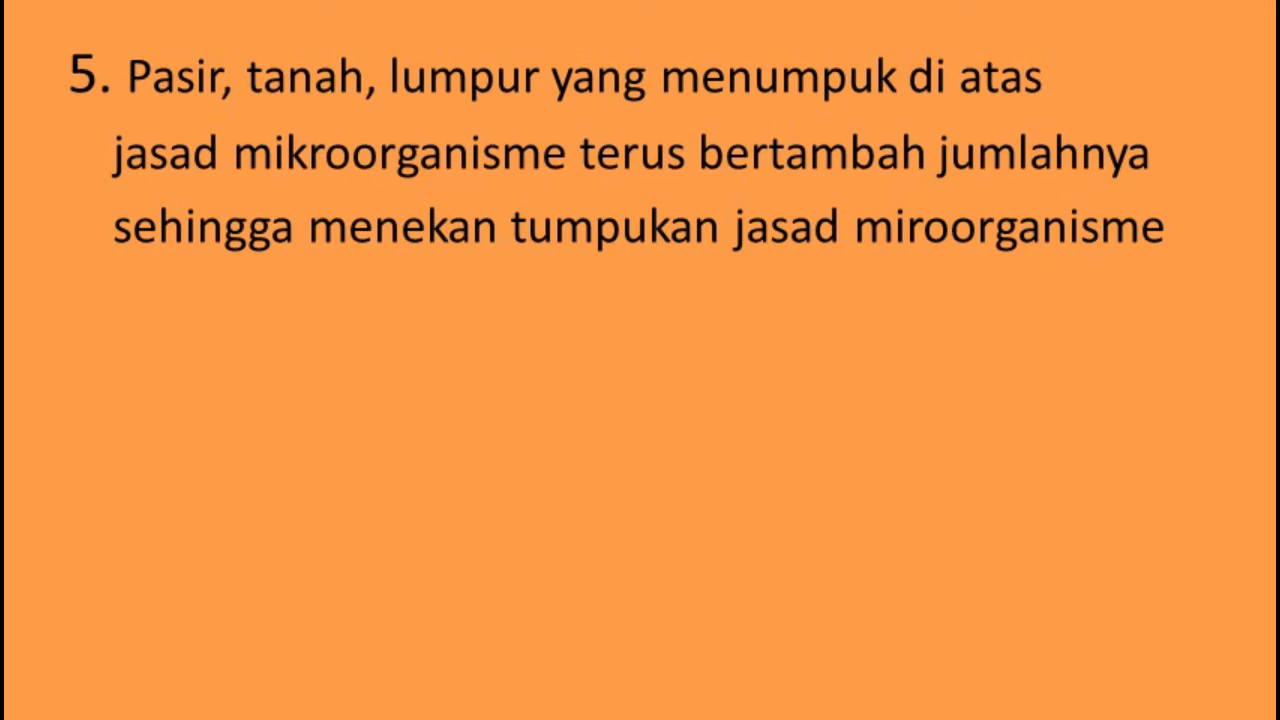 5. Pasir, tanah, lumpur yang menumpuk di atas
jasad mikroorganisme terus bertambah jumlahnya
sehingga menekan tumpukan jasad miroorganisme